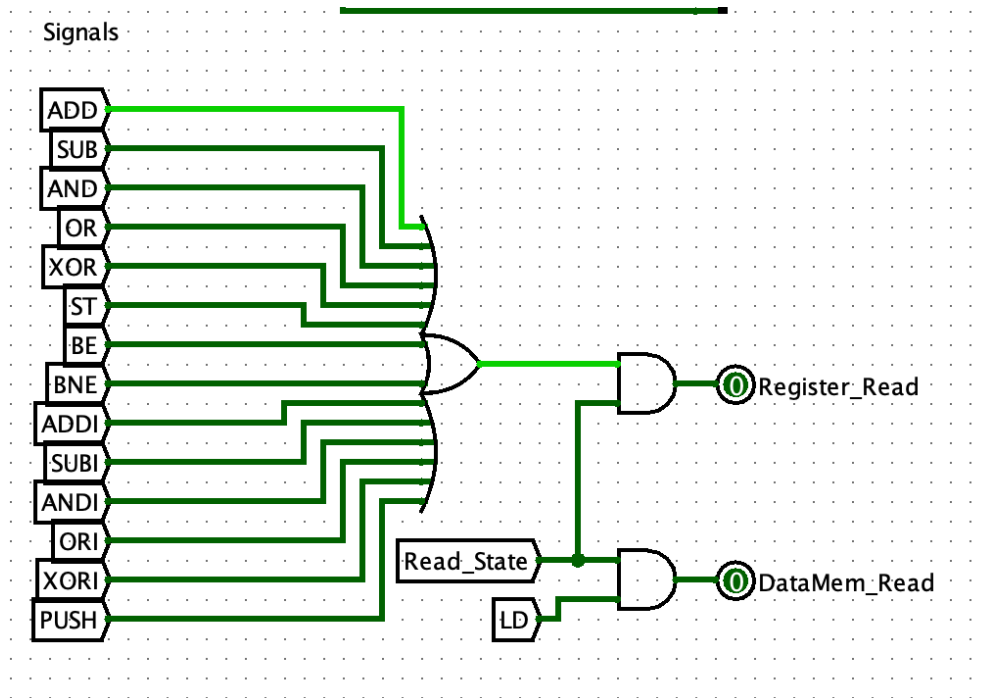 Signals
ADD
SUB
AND
OR
XOR
ST
BE
BNE
ADDI
SUBI
ANDI
ORI
XORI
PUSH
Read_State
LD
0 Register_Read
0 DataMem_Read